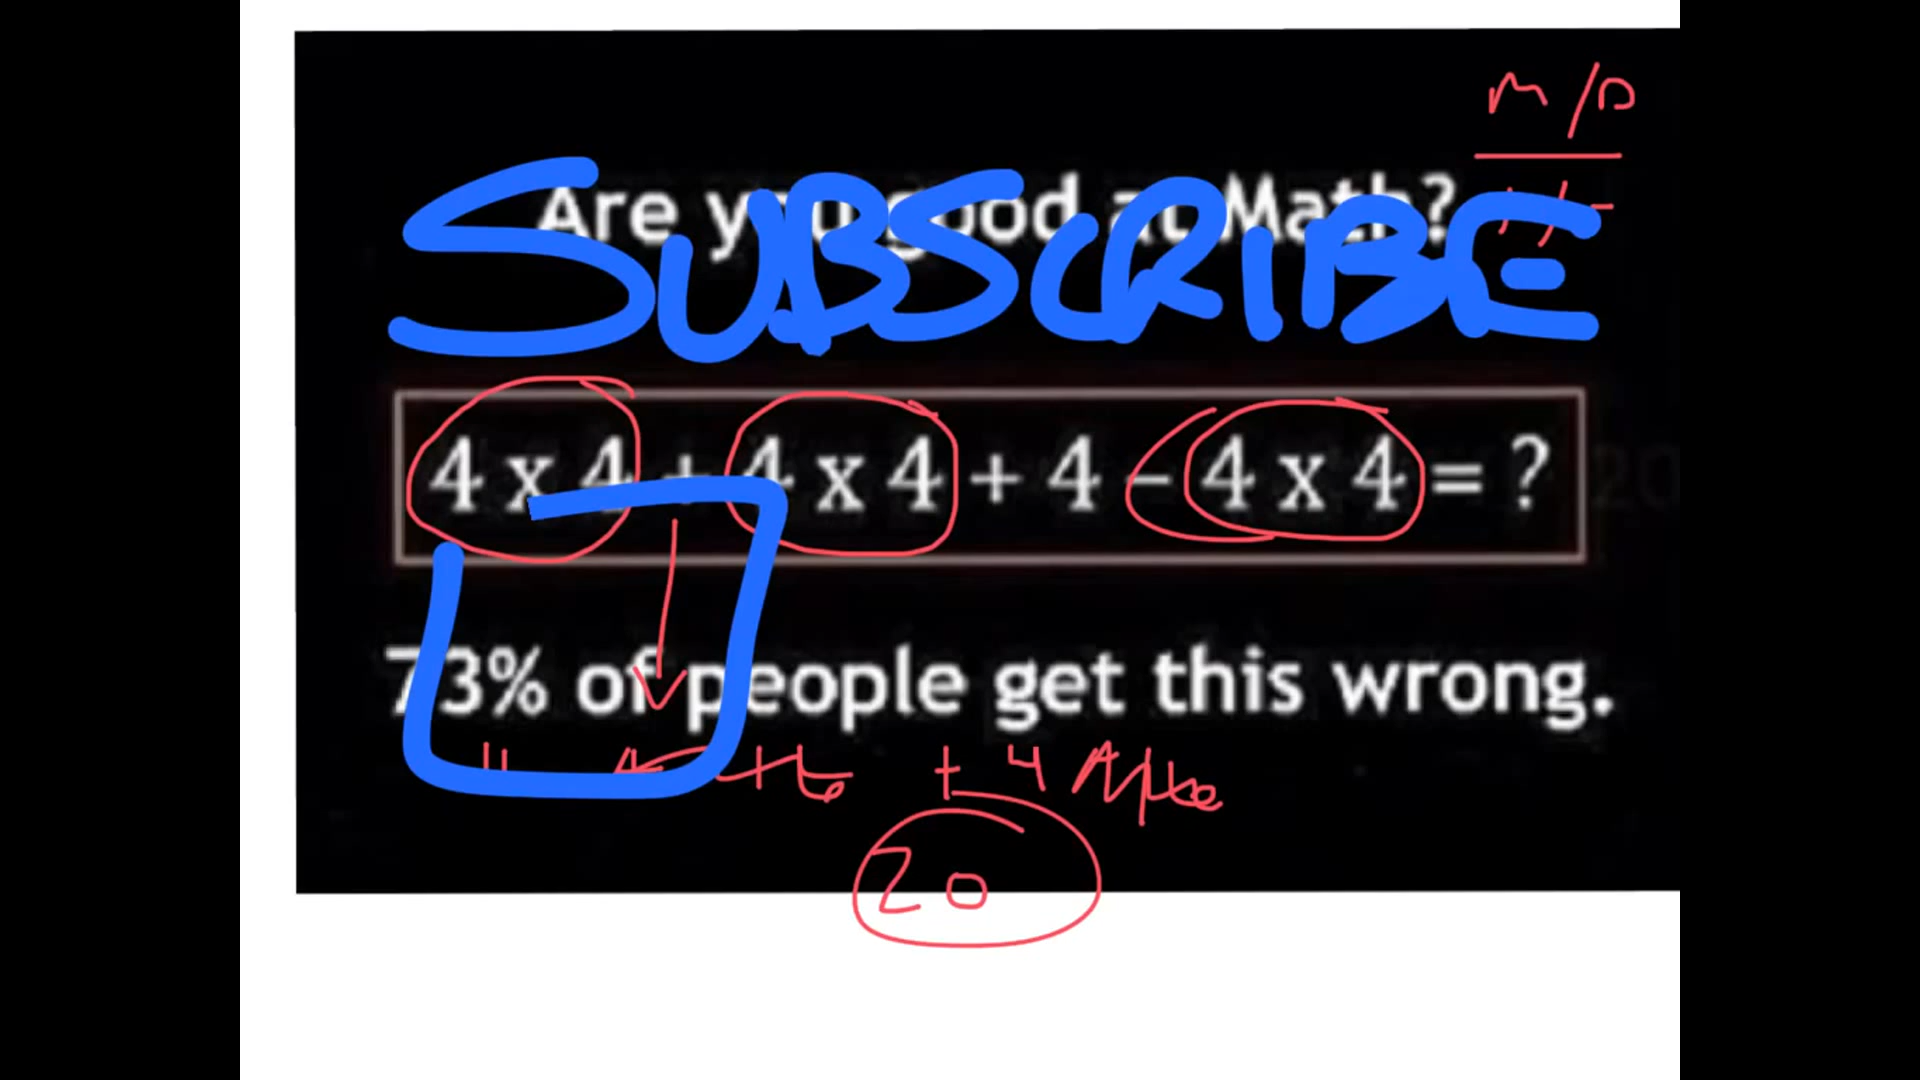 m/D
Are you good at Math?
SUBSCRIBE
4 x 4 + 4 x 4 + 4 – 4 x 4 = ?
20
73% of people get this wrong.
+ 4
20